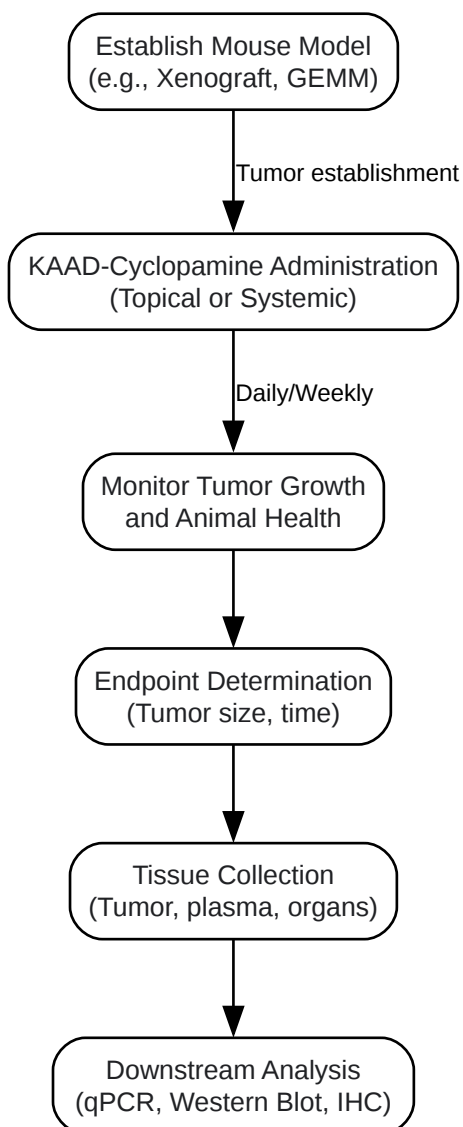 Establish Mouse Model
(e.g., Xenograft, GEMM)
Tumor establishment
KAAD-Cyclopamine Administration
(Topical or Systemic)
Daily/Weekly
Monitor Tumor Growth
and Animal Health
Endpoint Determination
(Tumor size, time)
Tissue Collection
(Tumor, plasma, organs)
Downstream Analysis
(qPCR, Western Blot, IHC)